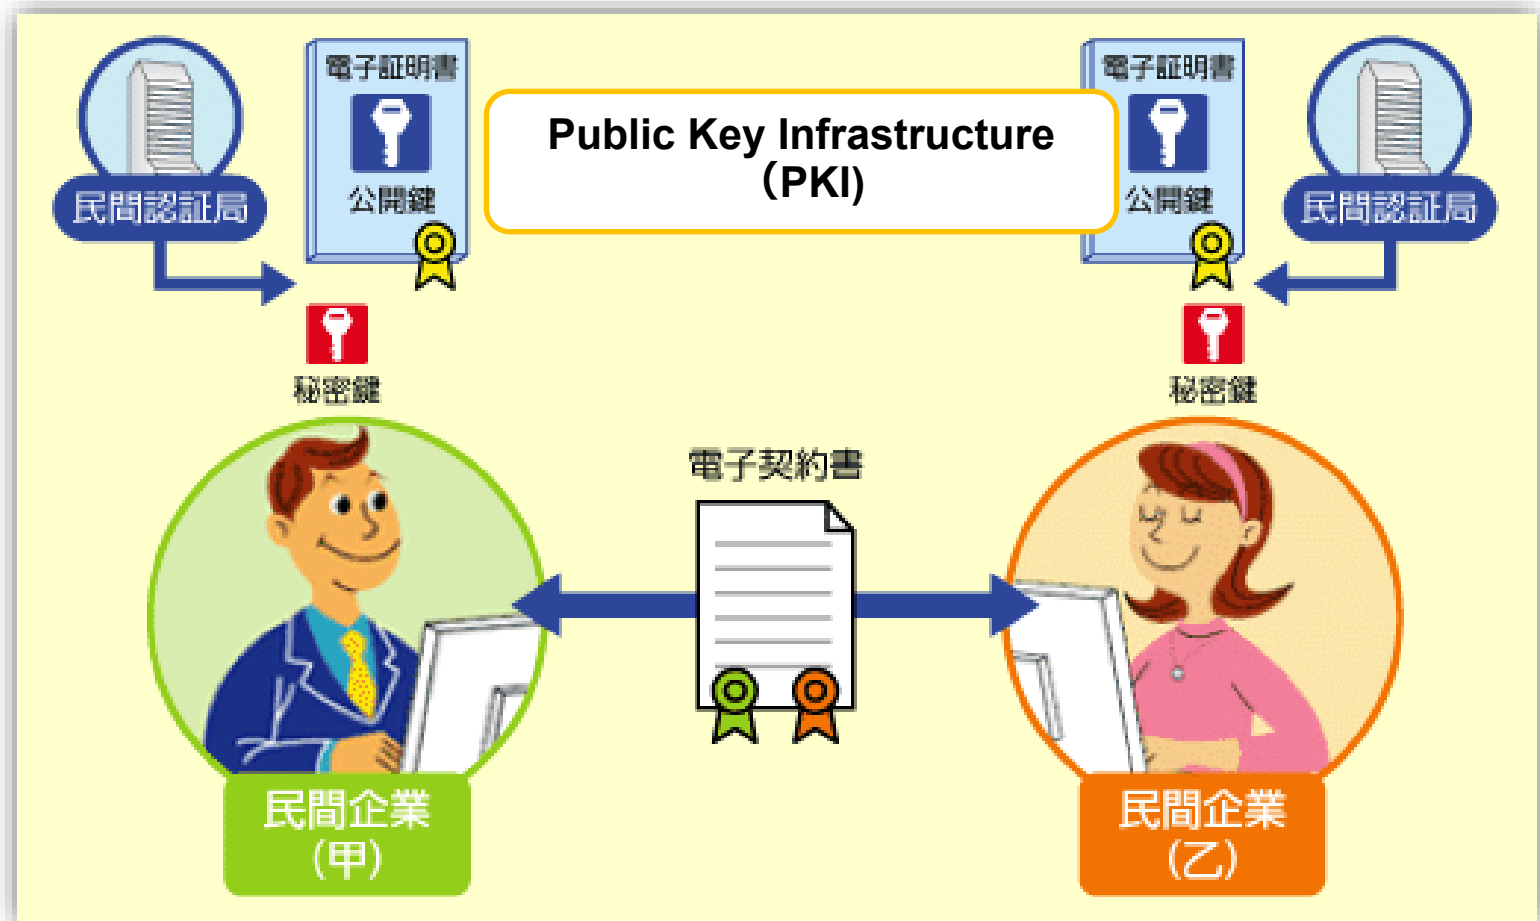 電子証明書
公開鍵
民間認証局
Public Key Infrastructure
（PKI)
電子証明書
公開鍵
民間認証局
秘密鍵
秘密鍵
電子契約書
民間企業
(甲)
民間企業
(乙)